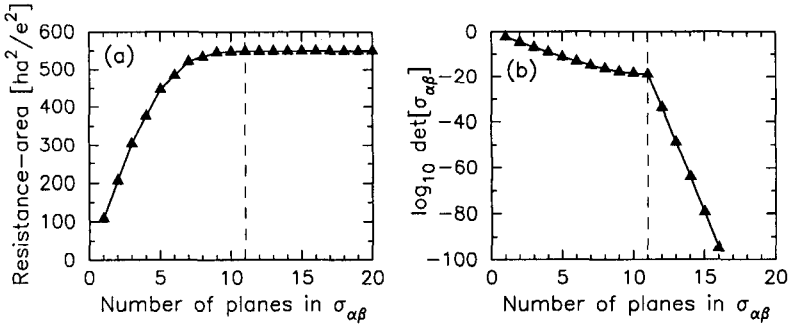 Resistance-area [ha²/e²]
600
500
400
300
200
100
0
(a)
0 5 10 15 20
Number of planes in σαβ
log₁₀ det[σαβ]
0
-20
-40
-60
-80
-100
(b)
0 5 10 15 20
Number of planes in σαβ